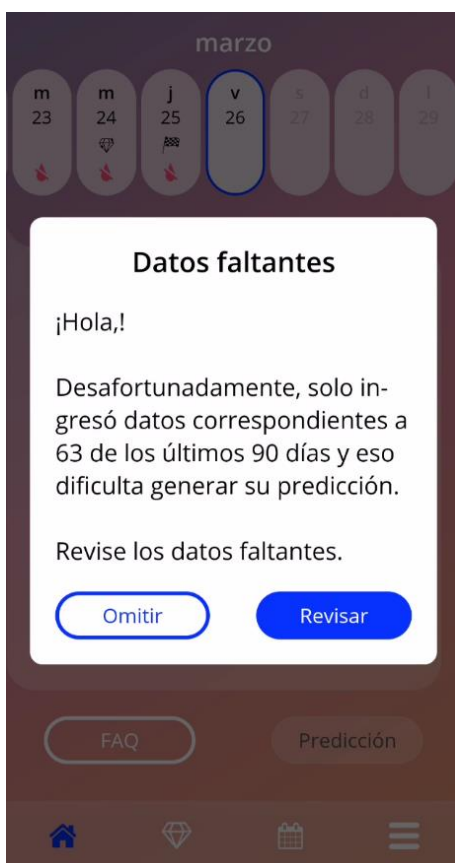 marzo
m m j v s d l
23 24 25 26 27 28 29
Datos faltantes
¡Hola,!
Desafortunadamente, solo in-
gresó datos correspondientes a
63 de los últimos 90 días y eso
dificulta generar su predicción.
Revise los datos faltantes.
Omitir Revisar
FAQ Predicción